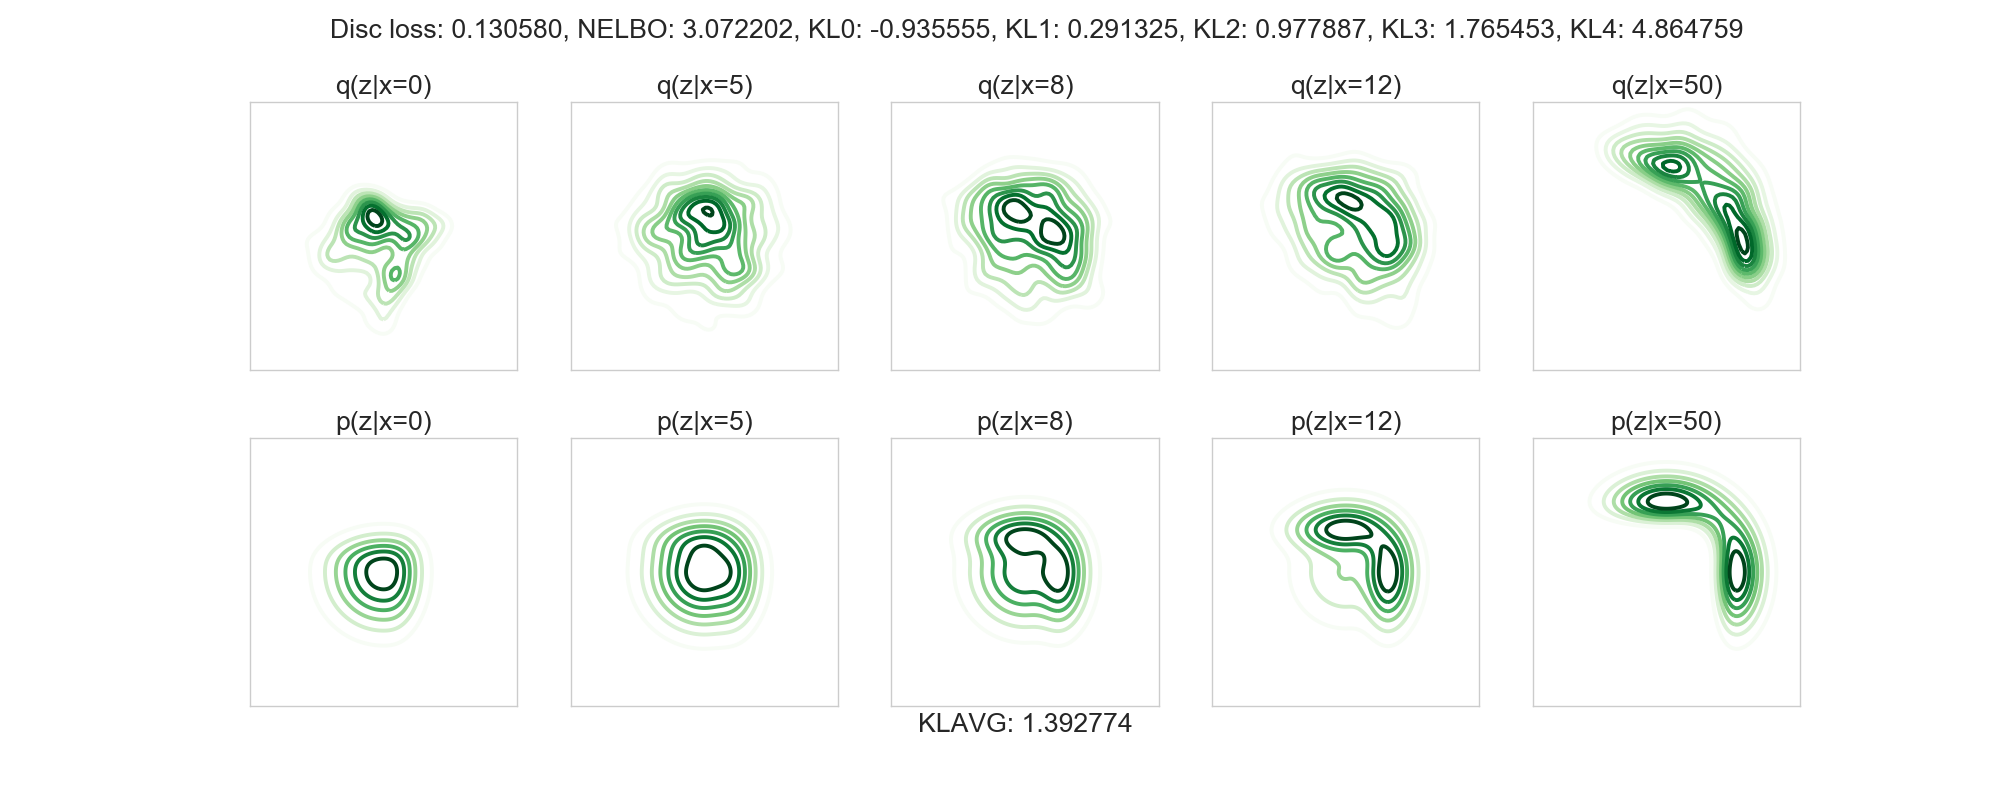 Disc loss: 0.130580, NELBO: 3.072202, KL0: -0.935555, KL1: 0.291325, KL2: 0.977887, KL3: 1.765453, KL4: 4.864759
q(z|x=0) q(z|x=5) q(z|x=8) q(z|x=12) q(z|x=50)
p(z|x=0) p(z|x=5) p(z|x=8) p(z|x=12) p(z|x=50)
KLAVG: 1.392774